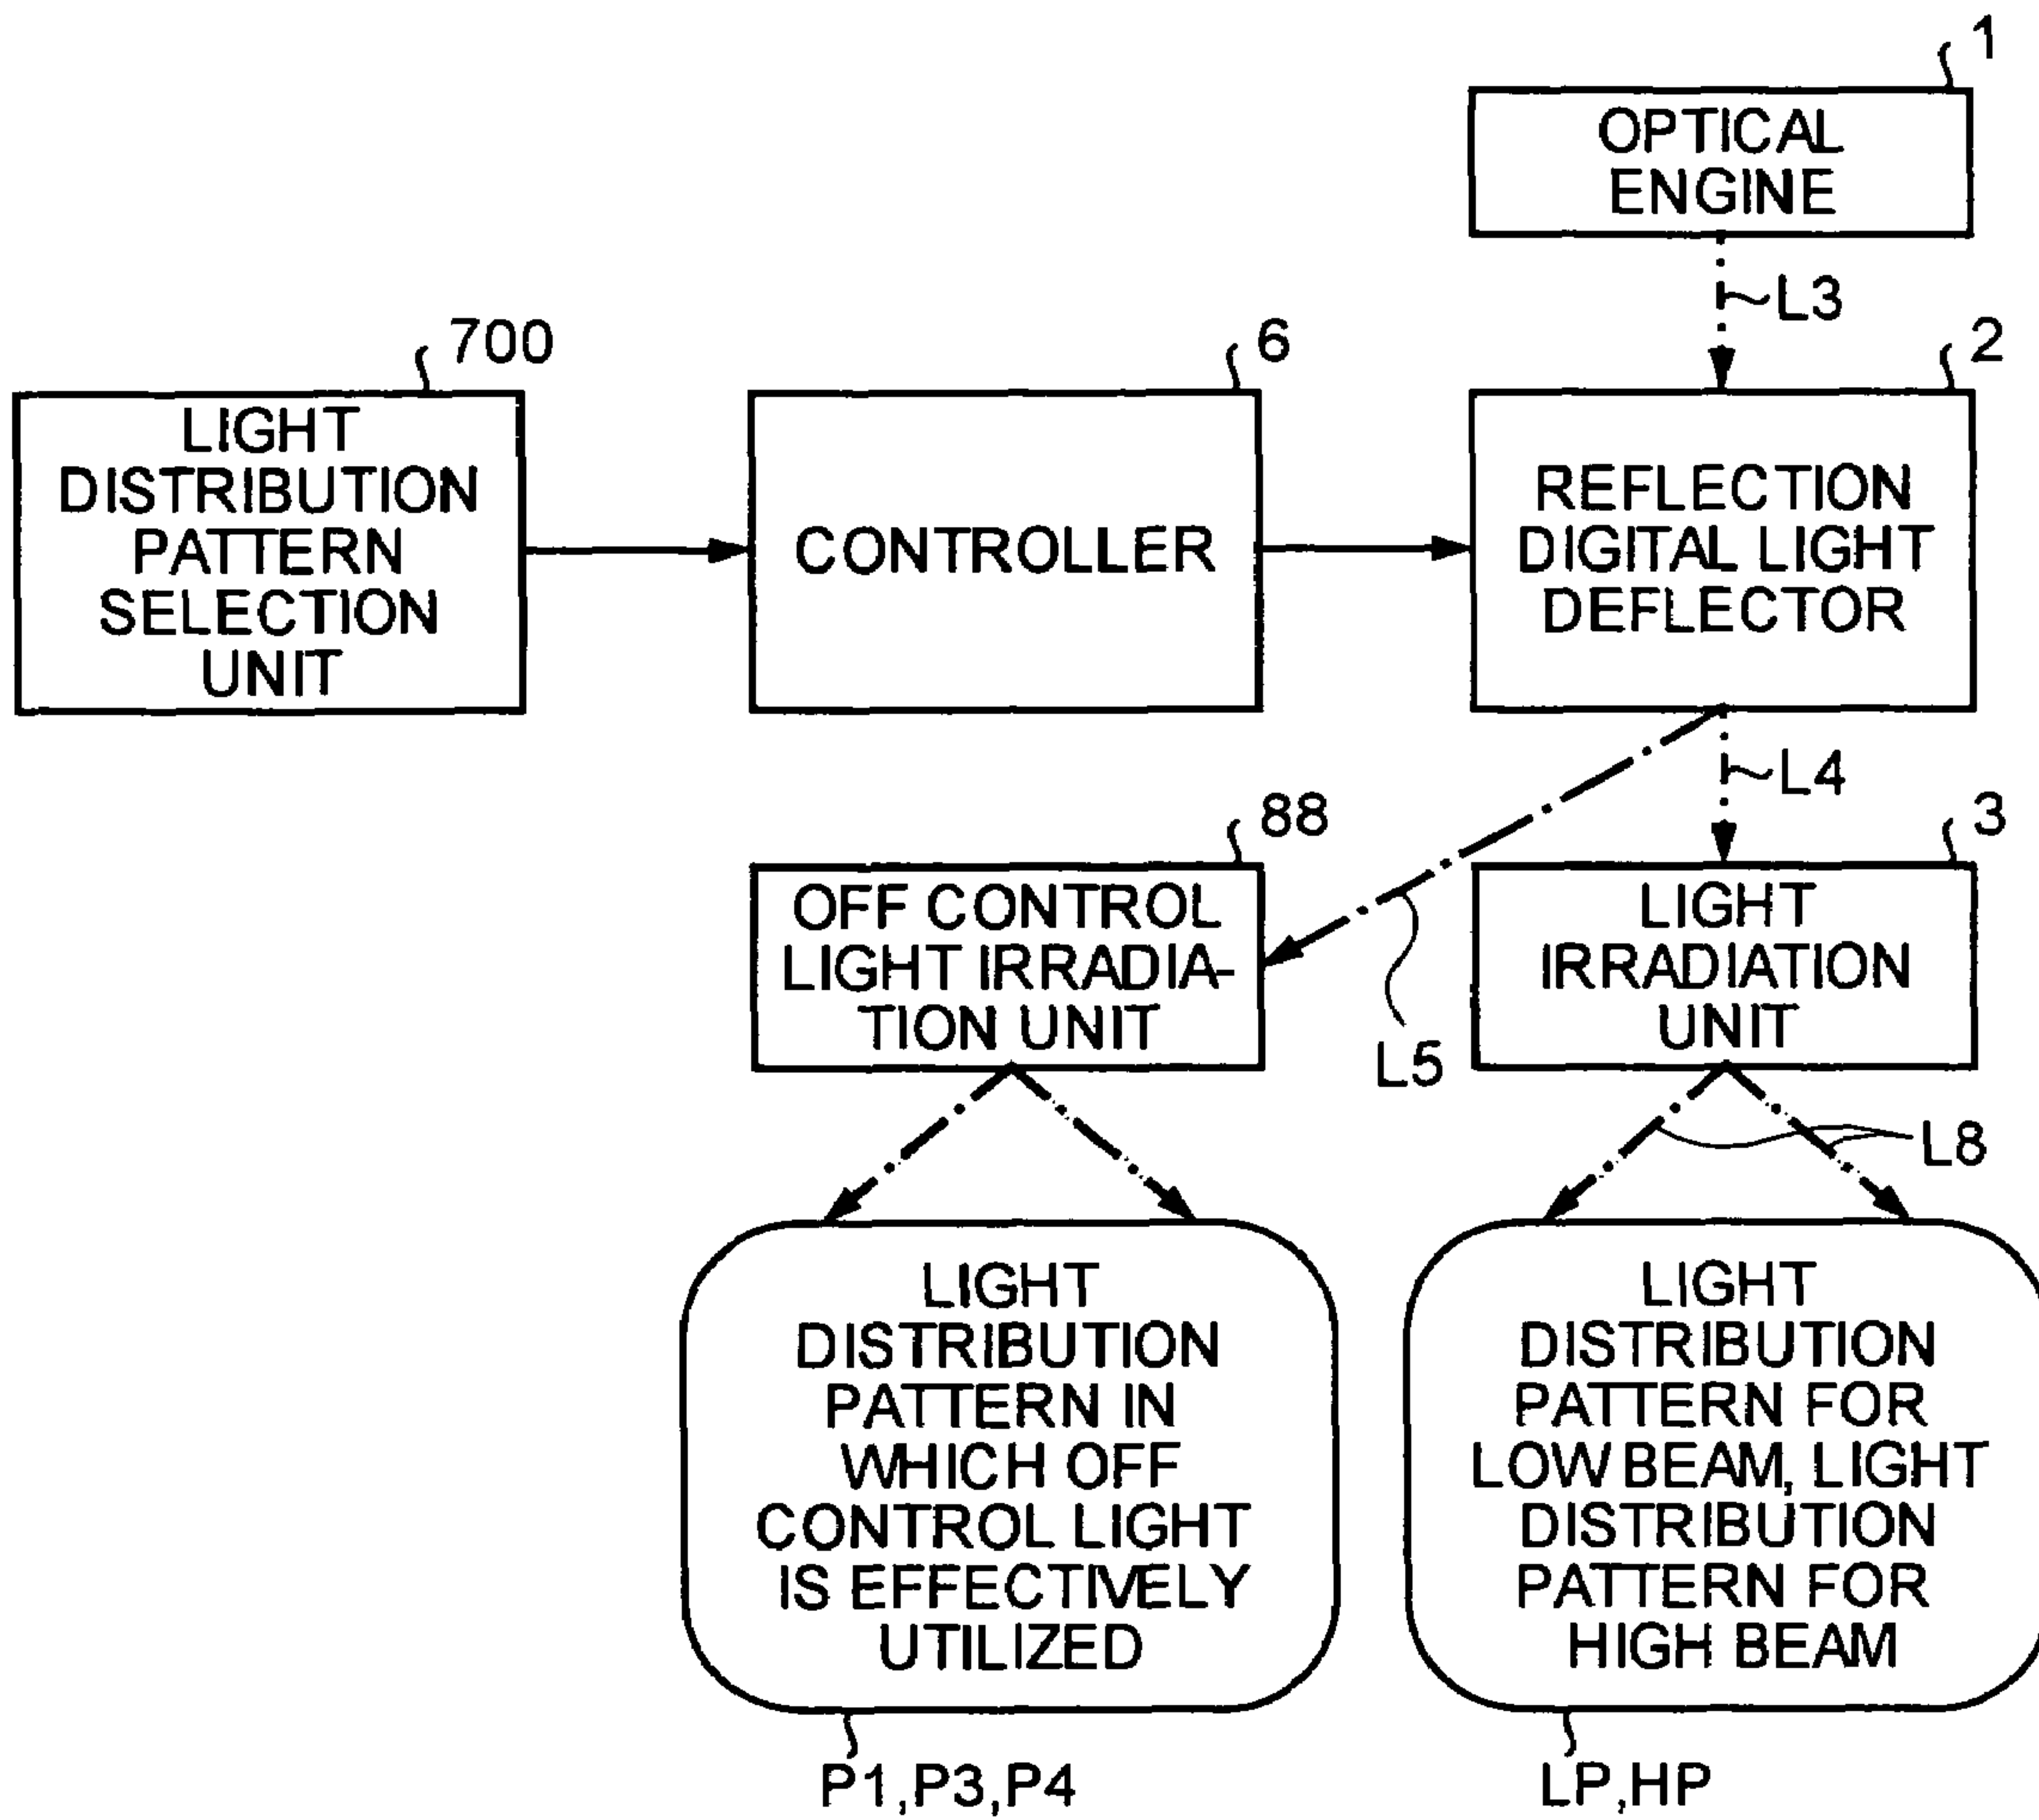 1
OPTICAL
ENGINE
L3
700
LIGHT
DISTRIBUTION
PATTERN
SELECTION
UNIT
6
CONTROLLER
2
REFLECTION
DIGITAL LIGHT
DEFLECTOR
L4
88
OFF CONTROL
LIGHT IRRADIA-
TION UNIT
L5
3
LIGHT
IRRADIATION
UNIT
L8
LIGHT
DISTRIBUTION
PATTERN IN
WHICH OFF
CONTROL LIGHT
IS EFFECTIVELY
UTILIZED
P1,P3,P4
LIGHT
DISTRIBUTION
PATTERN FOR
LOW BEAM, LIGHT
DISTRIBUTION
PATTERN FOR
HIGH BEAM
LP,HP